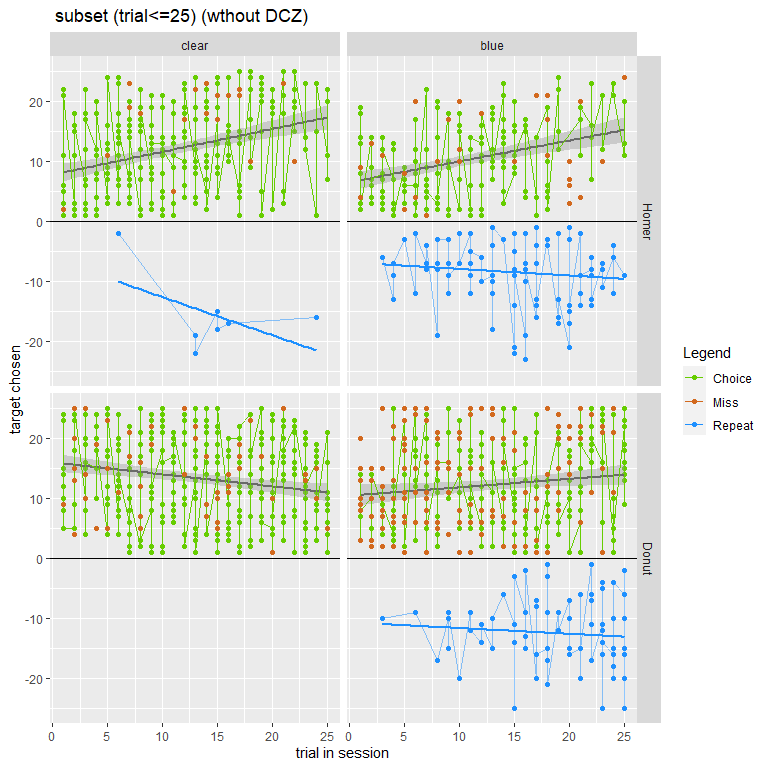 subset (trial<=25) (wthout DCZ)
clear
blue
20
10
0
-10
-20
Homer
20
10
0
-10
-20
Donut
target chosen
0 5 10 15 20 25
0 5 10 15 20 25
trial in session
Legend
Choice
Miss
Repeat